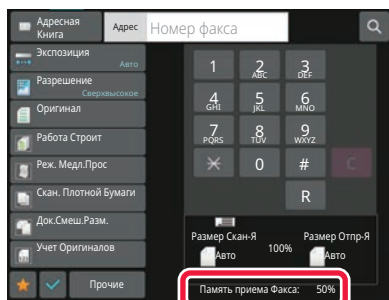 Адресная
Книга
Адрес
Номер факса
Экспозиция
Авто
Разрешение
Сверхвысокое
Оригинал
Работа Строит
Реж. Медл.Прос
Скан. Плотной Бумаги
Док.Смеш.Разм.
Учет Оригиналов
Прочие
1
2
ABC
3
DEF
4
GHI
5
JKL
6
MNO
7
PQRS
8
TUV
9
WXYZ
0
#
C
R
Размер Скан-Я
Размер Отпр-Я
100%
Авто
Авто
Память приема Факса: 50%